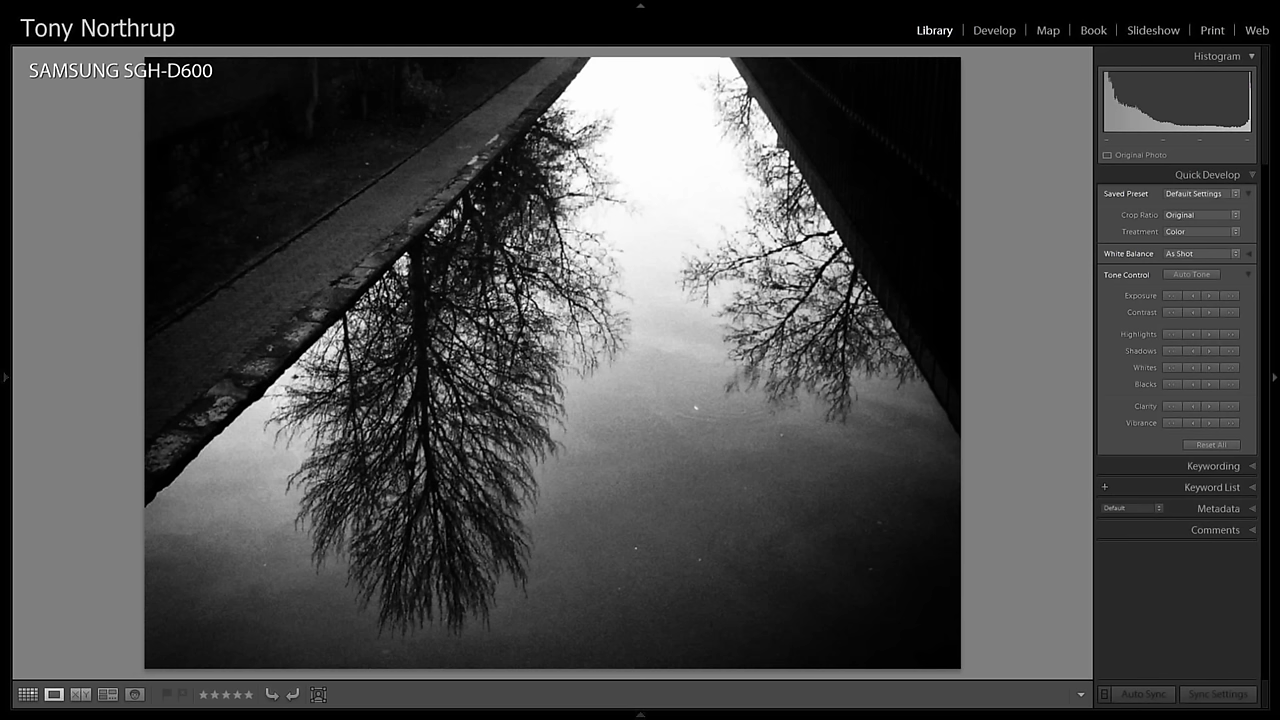 Tony Northrup
Library | Develop | Map | Book | Slideshow | Print | Web
SAMSUNG SGH-D600
Histogram
Original Photo
Quick Develop
Saved Preset Default Settings
Crop Ratio Original
Treatment Color
White Balance As Shot
Tone Control Auto Tone
Exposure
Contrast
Highlights
Shadows
Whites
Blacks
Clarity
Vibrance
Reset All
Keywording
+ Keyword List
Default Metadata
Comments
X Y
Auto Sync Sync Settings